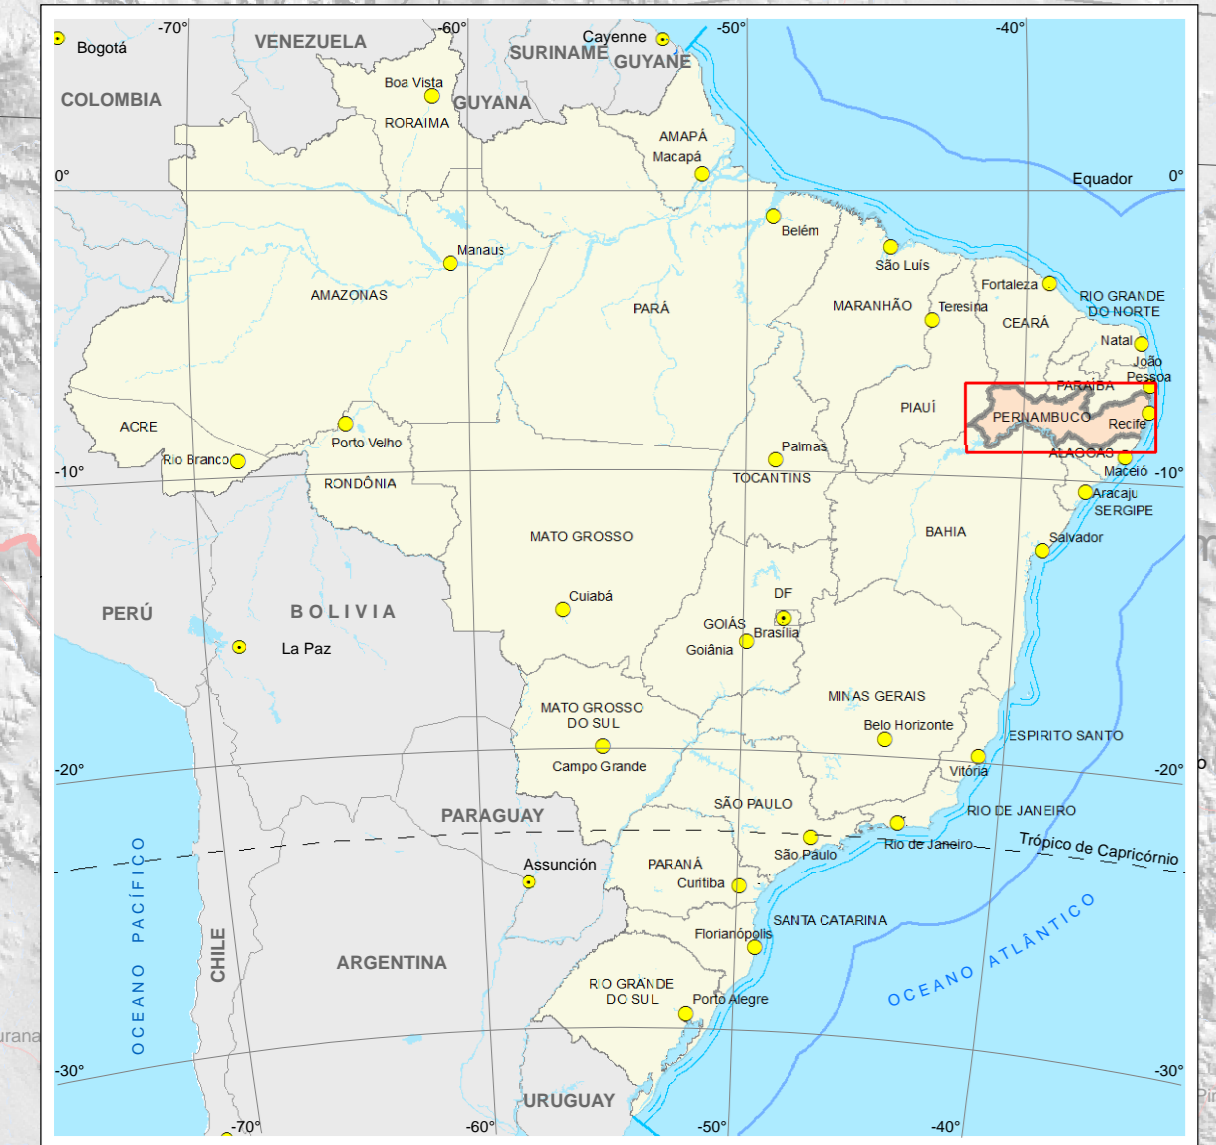 -70°
-60°
-50°
-40°
Bogotá
VENEZUELA
Cayenne
SURINAME
GUYANE
COLOMBIA
Boa Vista
GUYANA
RORAIMA
AMAPÁ
Macapá
0°
Equador
0°
Belém
Manaus
São Luís
AMAZONAS
PARÁ
MARANHÃO
Teresina
Fortaleza
CEARÁ
RIO GRANDE
DO NORTE
Natal
João
Pessoa
PARAÍBA
PIAUÍ
PERNAMBUCO
Recife
ACRE
Porto Velho
Rio Branco
Palmas
ALAGOAS
Maceió
-10°
-10°
RONDÔNIA
TOCANTINS
Aracaju
SERGIPE
MATO GROSSO
BAHIA
Salvador
PERÚ
BOLIVIA
Cuiabá
DF
GOIÁS
Brasília
Goiânia
La Paz
MATO GROSSO
DO SUL
MINAS GERAIS
Belo Horizonte
ESPIRITO SANTO
Campo Grande
Vitória
-20°
-20°
PARAGUAY
SÃO PAULO
RIO DE JANEIRO
São Paulo
Rio de Janeiro
Trópico de Capricórnio
Assunción
PARANÁ
Curitiba
OCEANO PACÍFICO
CHILE
SANTA CATARINA
Florianópolis
OCEANO ATLÂNTICO
ARGENTINA
RIO GRANDE
DO SUL
Porto Alegre
-30°
-30°
URUGUAY
-70°
-60°
-50°
-40°